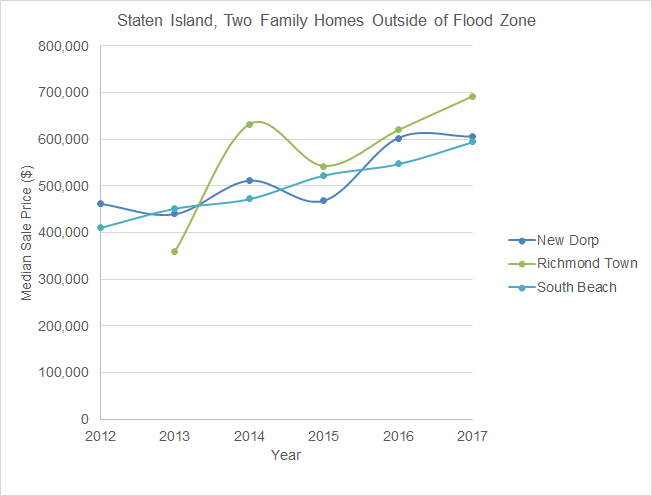 Staten Island, Two Family Homes Outside of Flood Zone
800,000
700,000
600,000
500,000
400,000
300,000
200,000
100,000
0
Median Sale Price ($)
2012 2013 2014 2015 2016 2017
Year
New Dorp
Richmond Town
South Beach